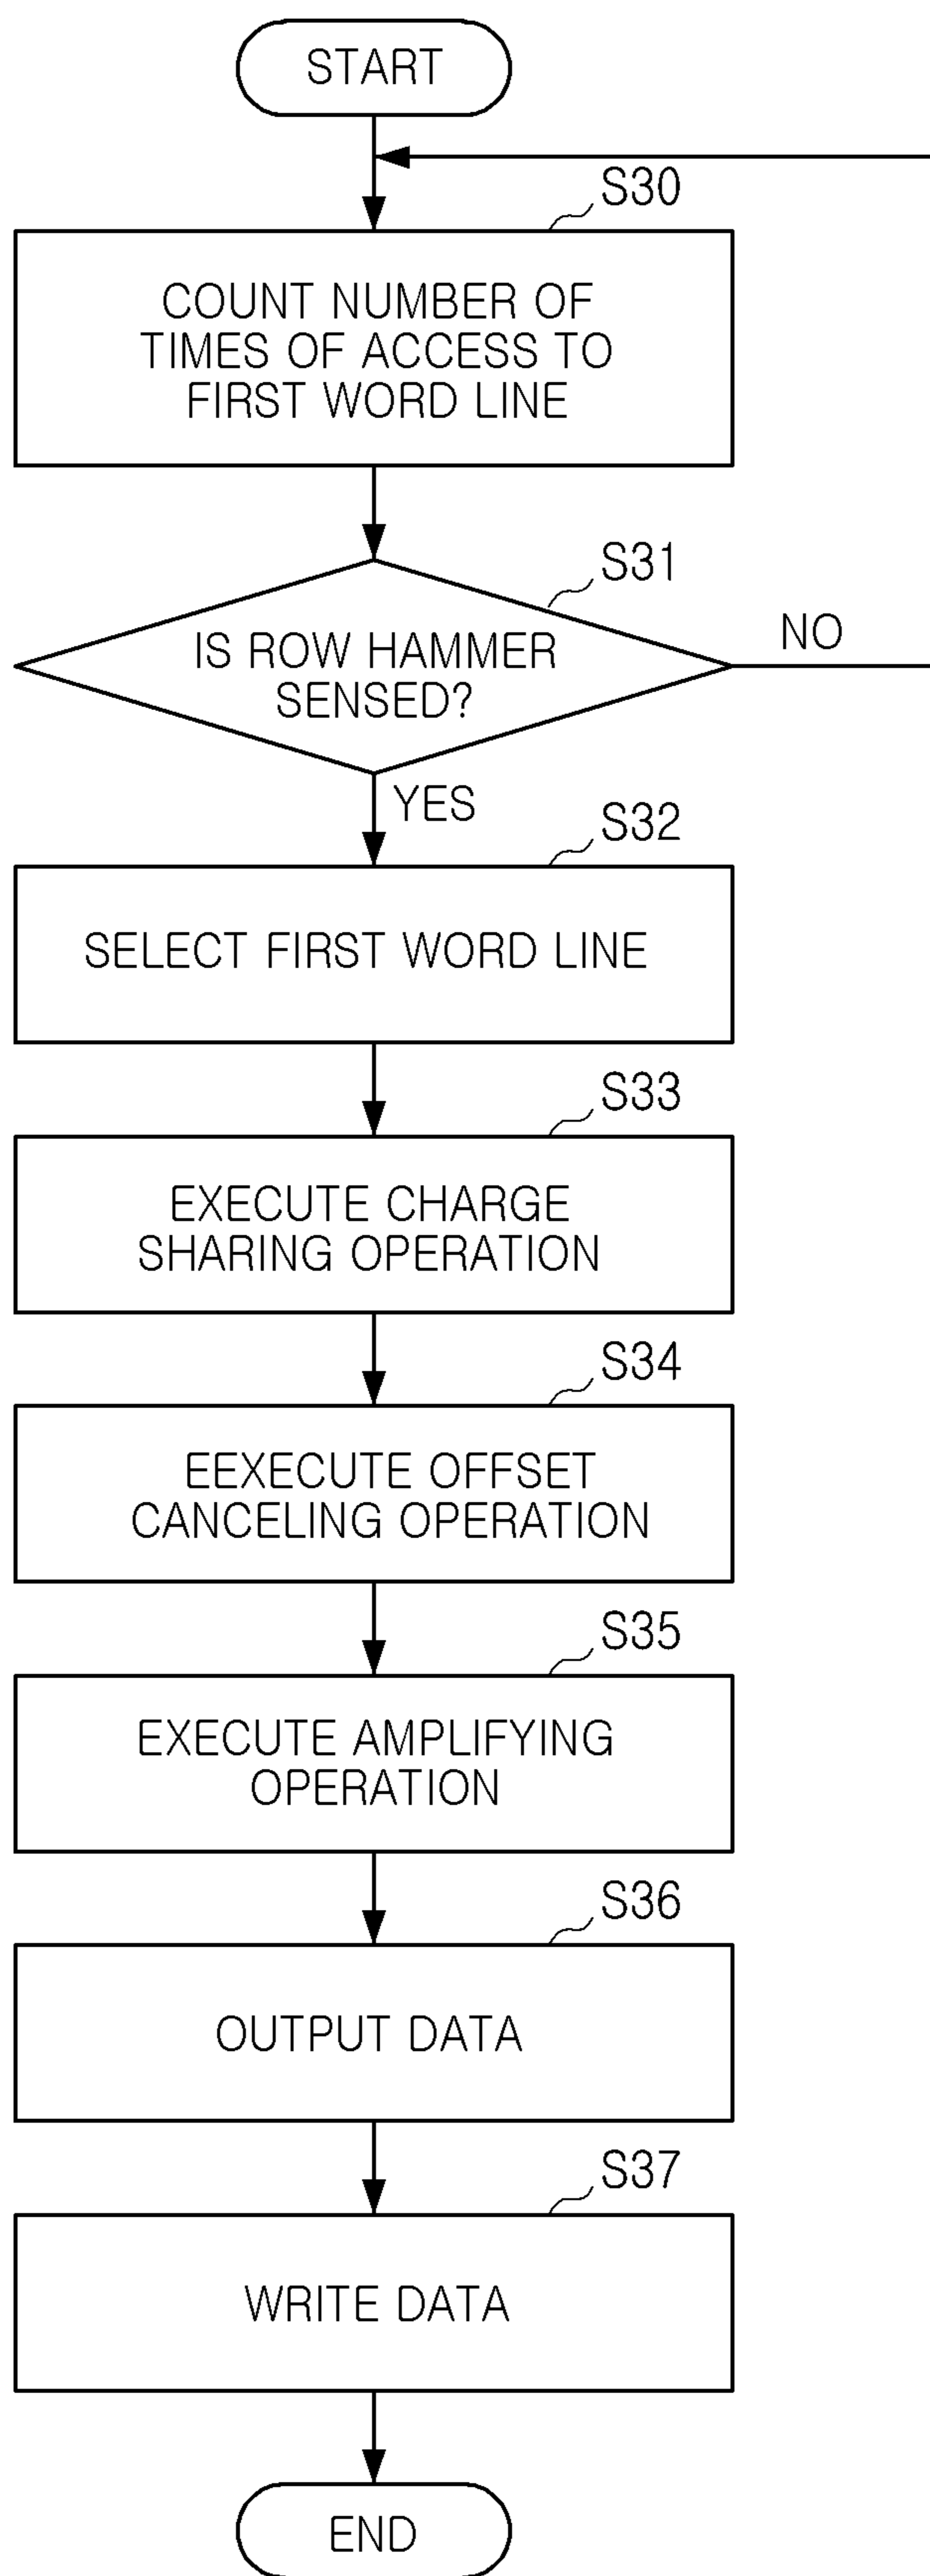 START
S30
COUNT NUMBER OF
TIMES OF ACCESS TO
FIRST WORD LINE
S31
IS ROW HAMMER
SENSED?
NO
YES
S32
SELECT FIRST WORD LINE
S33
EXECUTE CHARGE
SHARING OPERATION
S34
EEXECUTE OFFSET
CANCELING OPERATION
S35
EXECUTE AMPLIFYING
OPERATION
S36
OUTPUT DATA
S37
WRITE DATA
END